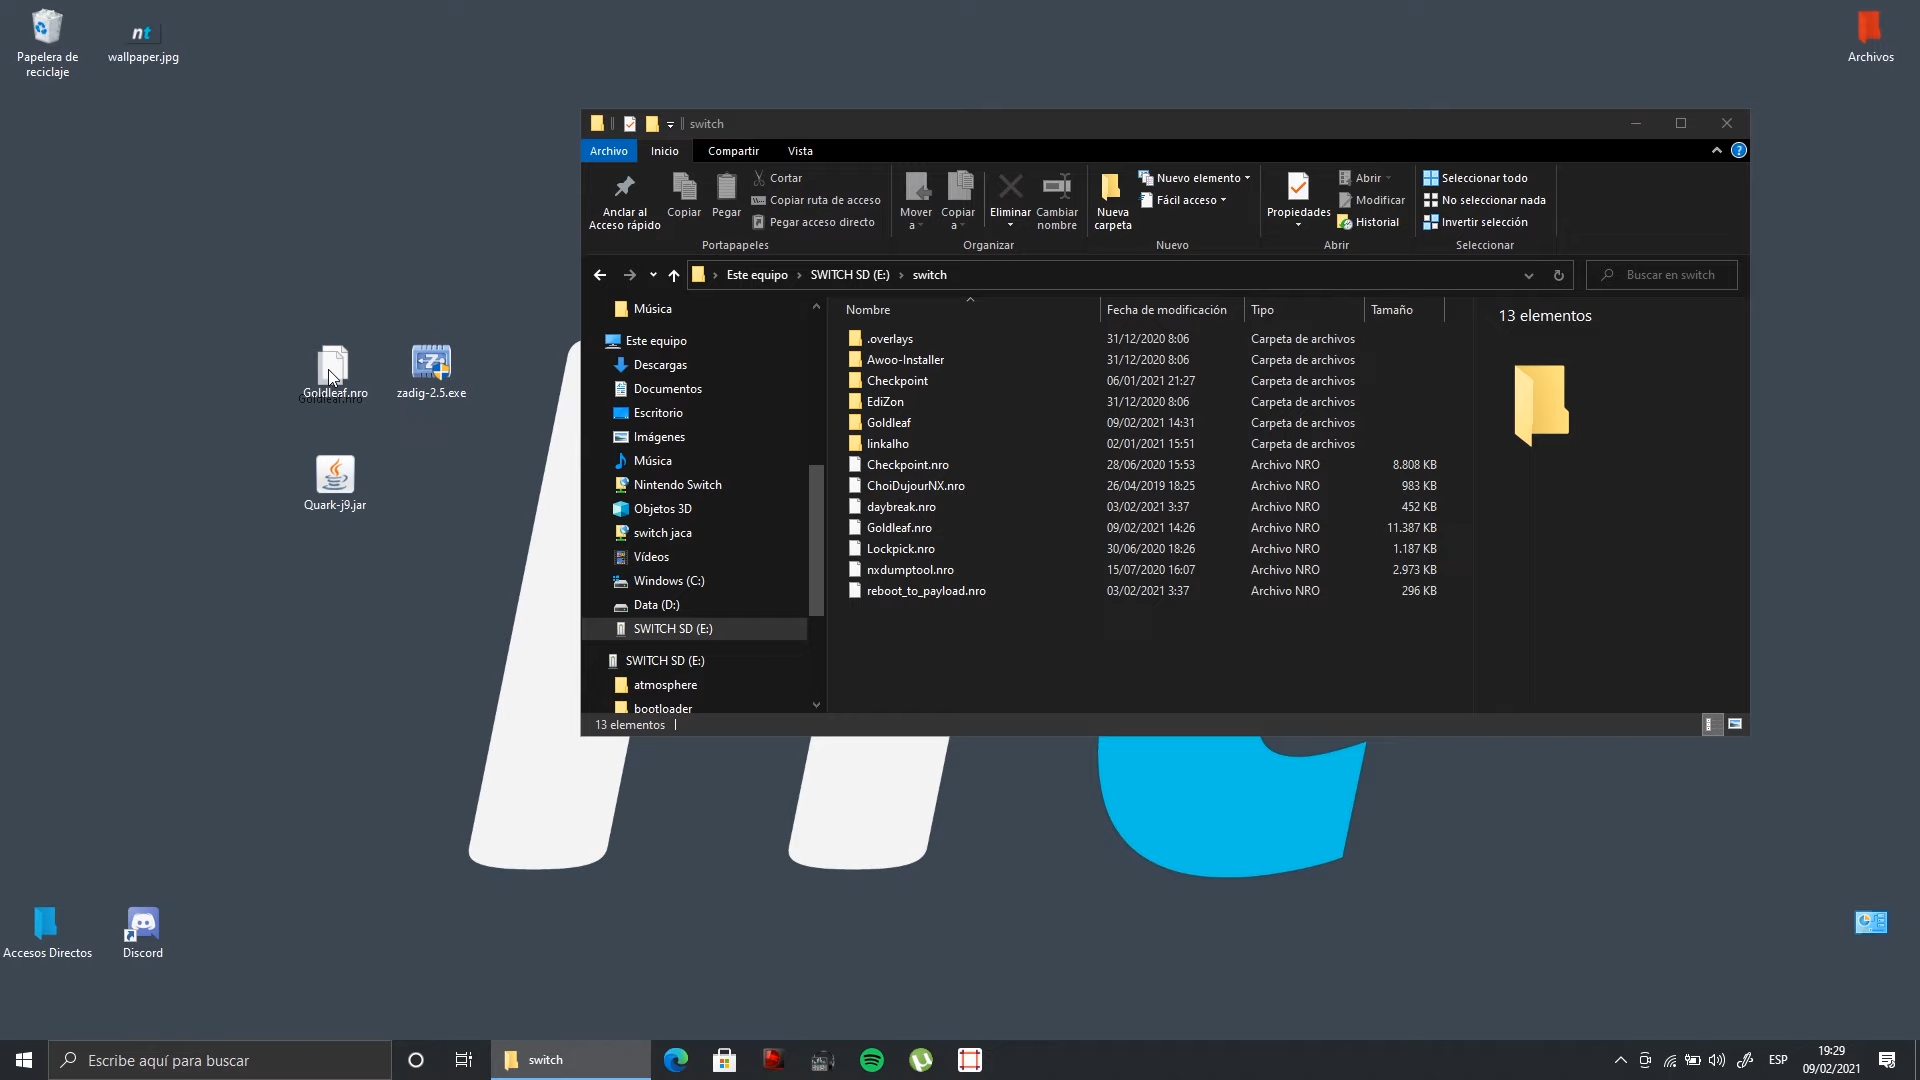 Papelera de
reciclaje
nt
wallpaper.jpg
Archivos
switch
Archivo
Inicio
Compartir
Vista
Anclar al
Acceso rápido
Copiar
Pegar
Cortar
Copiar ruta de acceso
Pegar acceso directo
Portapapeles
Mover
a
Copiar
a
Eliminar
Cambiar
nombre
Organizar
Nueva
carpeta
Nuevo elemento
Fácil acceso
Nuevo
Propiedades
Abrir
Modificar
Historial
Abrir
Seleccionar todo
No seleccionar nada
Invertir selección
Seleccionar
Este equipo › SWITCH SD (E:) › switch
Buscar en switch
Música
Este equipo
Descargas
Documentos
Escritorio
Imágenes
Música
Nintendo Switch
Objetos 3D
switch jaca
Vídeos
Windows (C:)
Data (D:)
SWITCH SD (E:)
SWITCH SD (E:)
atmosphere
bootloader
Nombre Fecha de modificación Tipo Tamaño
.overlays 31/12/2020 8:06 Carpeta de archivos
Awoo-Installer 31/12/2020 8:06 Carpeta de archivos
Checkpoint 06/01/2021 21:27 Carpeta de archivos
EdiZon 31/12/2020 8:06 Carpeta de archivos
Goldleaf 09/02/2021 14:31 Carpeta de archivos
linkalho 02/01/2021 15:51 Carpeta de archivos
Checkpoint.nro 28/06/2020 15:53 Archivo NRO 8.808 KB
ChoiDujourNX.nro 26/04/2019 18:25 Archivo NRO 983 KB
daybreak.nro 03/02/2021 3:37 Archivo NRO 452 KB
Goldleaf.nro 09/02/2021 14:26 Archivo NRO 11.387 KB
Lockpick.nro 30/06/2020 18:26 Archivo NRO 1.187 KB
nxdumptool.nro 15/07/2020 16:07 Archivo NRO 2.973 KB
reboot_to_payload.nro 03/02/2021 3:37 Archivo NRO 296 KB
13 elementos
13 elementos
Goldleaf.nro
Goldleaf.nro
zadig-2.5.exe
Quark-j9.jar
Accesos Directos
Discord
Escribe aquí para buscar
switch
ESP
19:29
09/02/2021